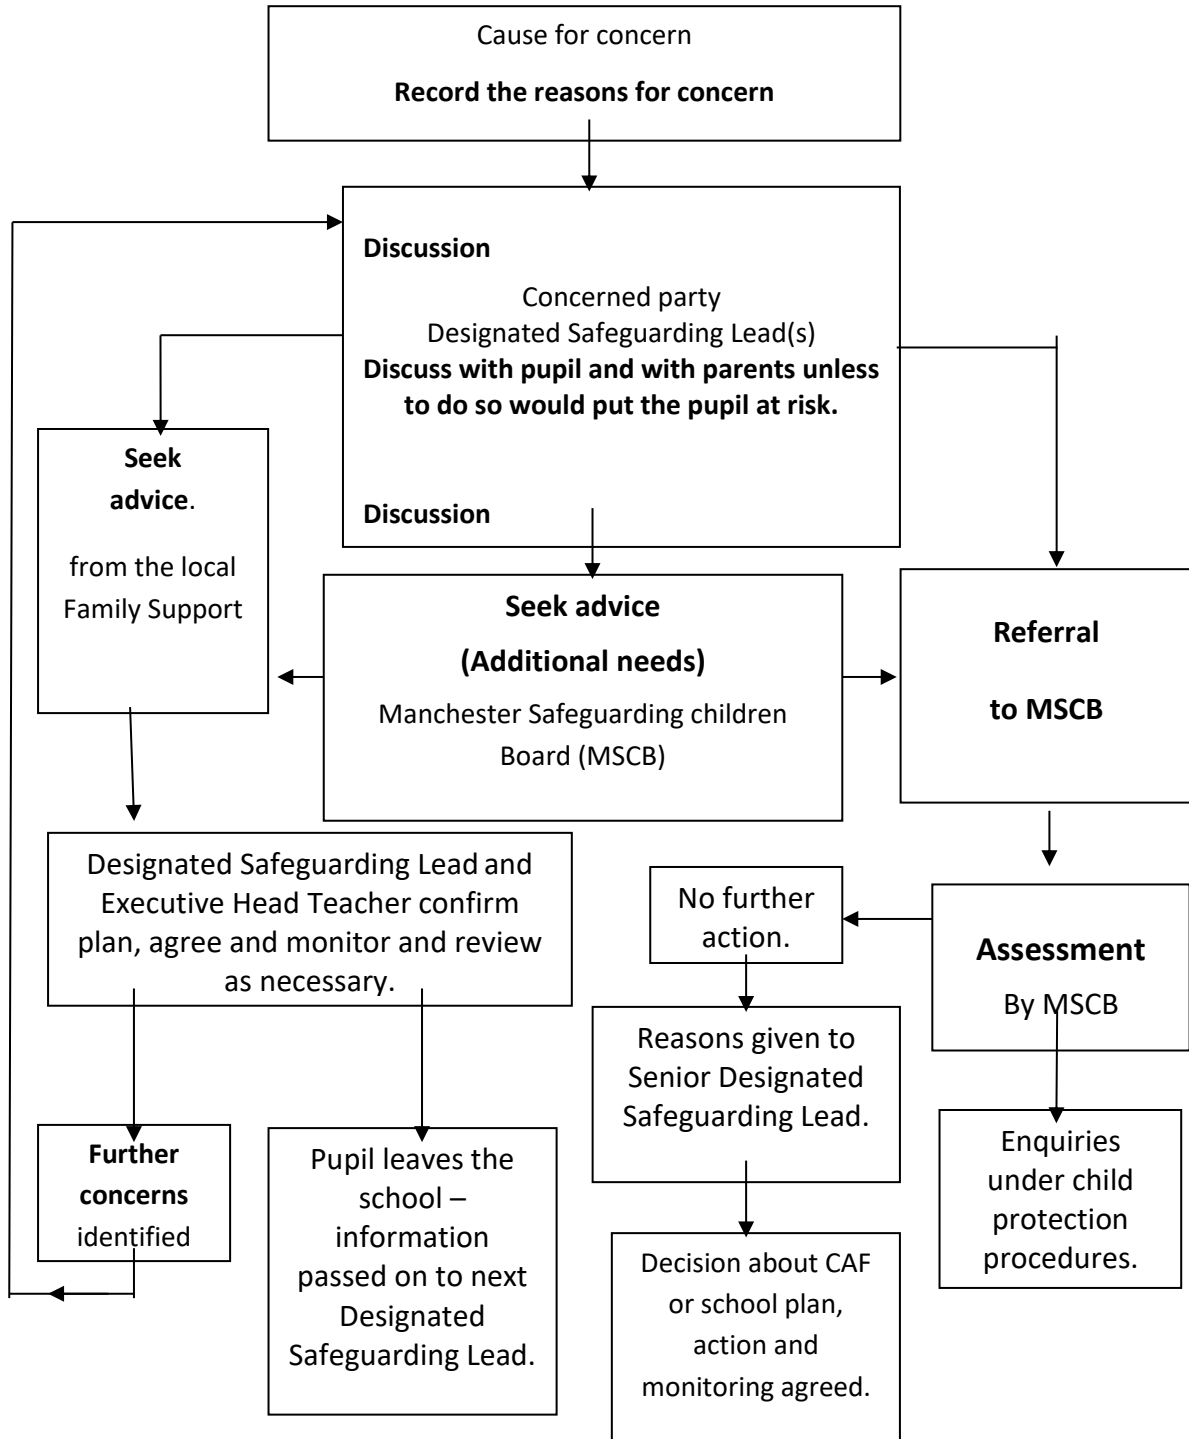 Cause for concern
Record the reasons for concern
Discussion
Concerned party
Designated Safeguarding Lead(s)
Discuss with pupil and with parents unless
to do so would put the pupil at risk.
Discussion
Seek
advice.
from the local
Family Support
Seek advice
(Additional needs)
Manchester Safeguarding children
Board (MSCB)
Referral
to MSCB
Designated Safeguarding Lead and
Executive Head Teacher confirm
plan, agree and monitor and review
as necessary.
No further
action.
Assessment
By MSCB
Reasons given to
Senior Designated
Safeguarding Lead.
Further
concerns
identified
Pupil leaves the
school –
information
passed on to next
Designated
Safeguarding Lead.
Enquiries
under child
protection
procedures.
Decision about CAF
or school plan,
action and
monitoring agreed.